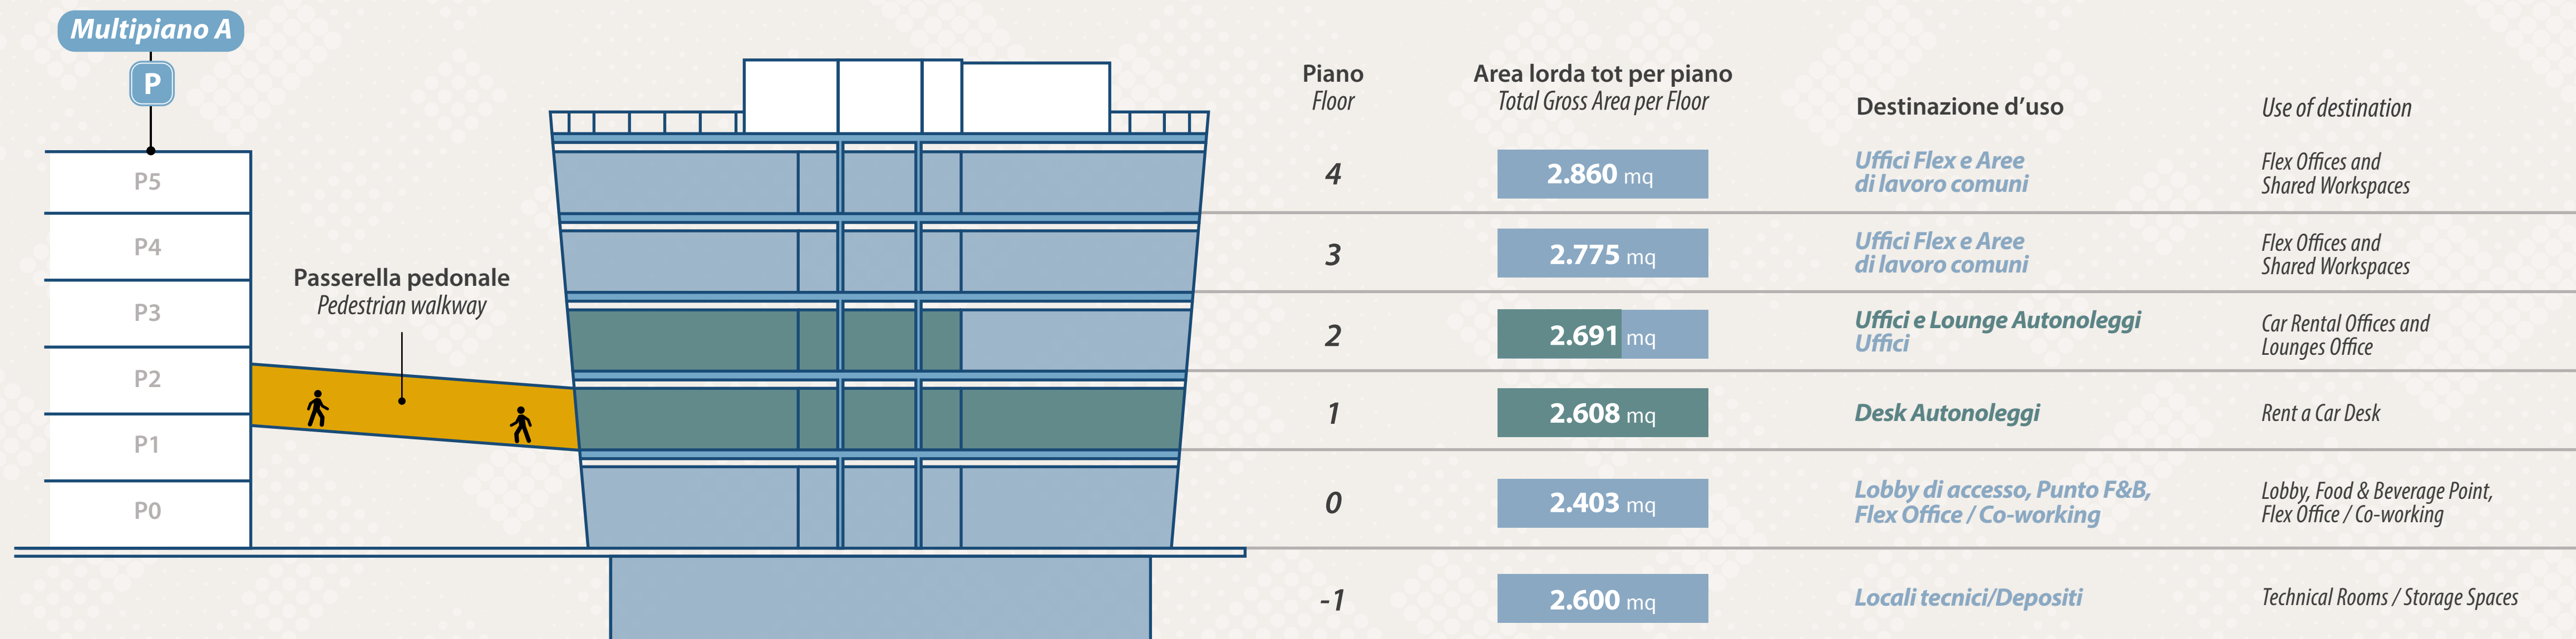 Multipiano A
P
P5
P4
P3
P2
P1
P0
Passerella pedonale
Pedestrian walkway
Piano
Floor
Area lorda tot per piano
Total Gross Area per Floor
Destinazione d’uso
Use of destination
4
2.860 mq
Uffici Flex e Aree
di lavoro comuni
Flex Offices and
Shared Workspaces
3
2.775 mq
Uffici Flex e Aree
di lavoro comuni
Flex Offices and
Shared Workspaces
2
2.691 mq
Uffici e Lounge Autonoleggi
Uffici
Car Rental Offices and
Lounges Office
1
2.608 mq
Desk Autonoleggi
Rent a Car Desk
0
2.403 mq
Lobby di accesso, Punto F&B,
Flex Office / Co-working
Lobby, Food & Beverage Point,
Flex Office / Co-working
-1
2.600 mq
Locali tecnici/Depositi
Technical Rooms / Storage Spaces